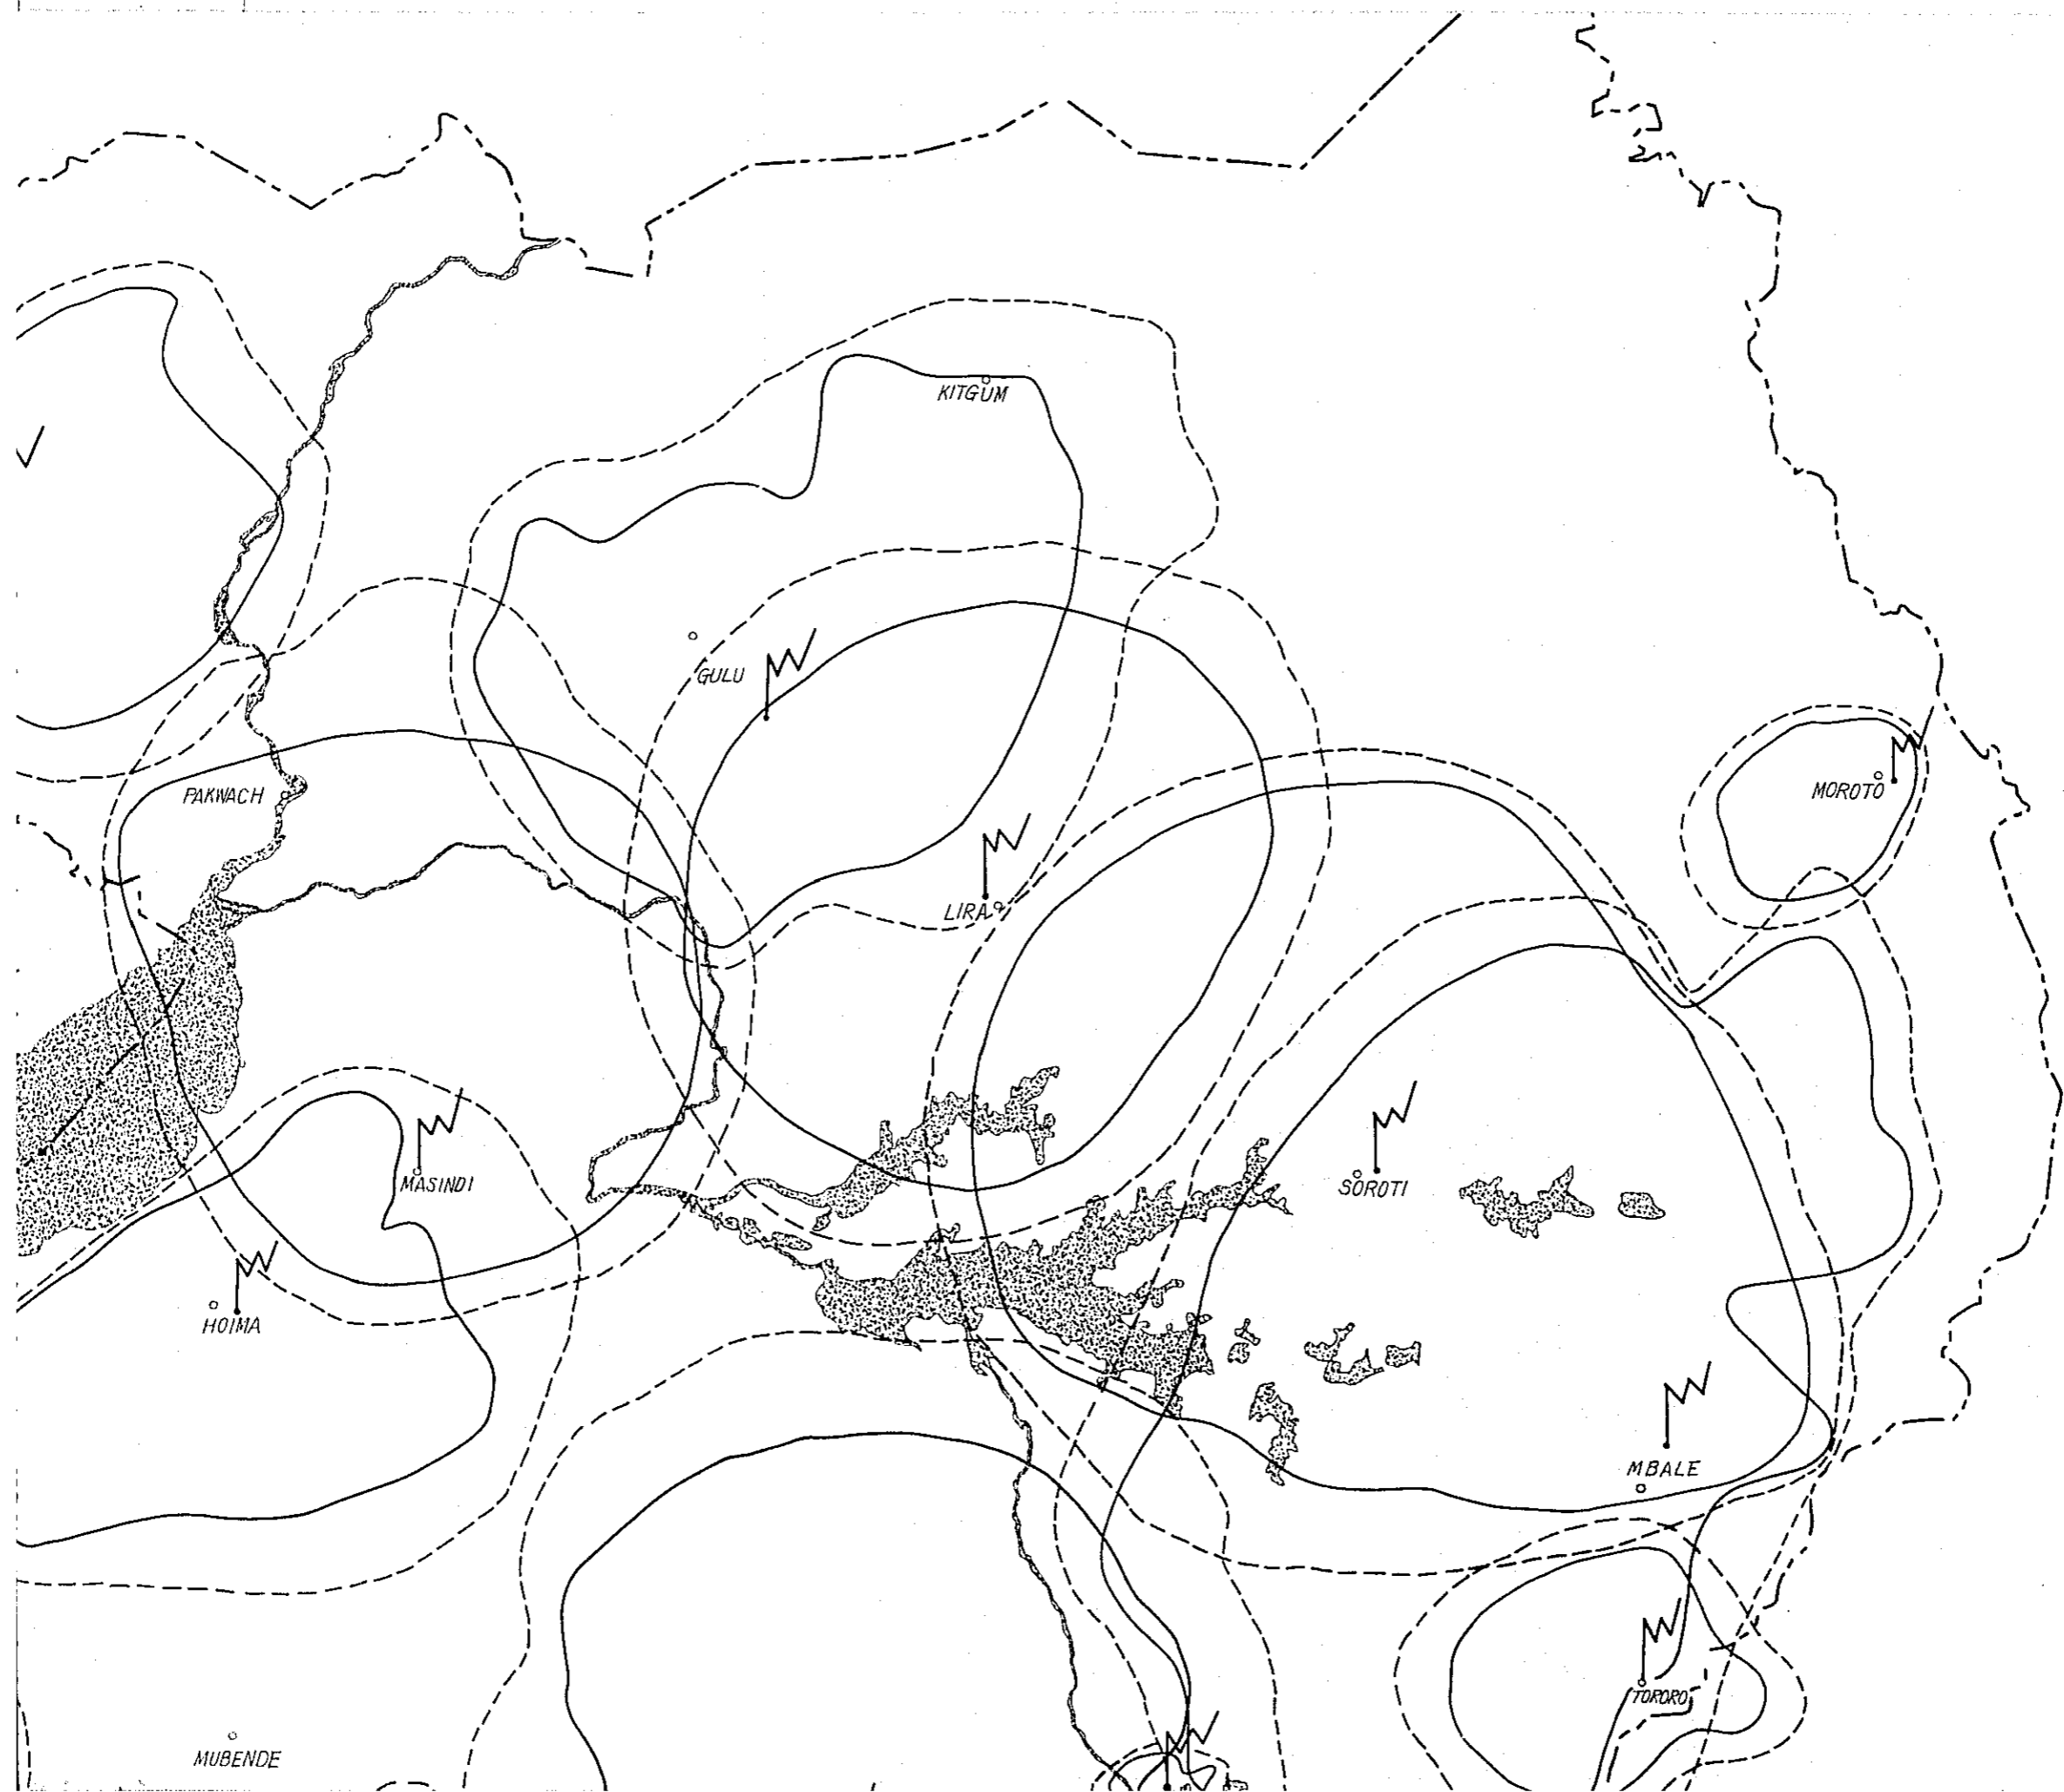 KITGUM
GULU
PAKWACH
MOROTO
LIRA
MASINDI
SOROTI
HOIMA
MBALE
TORORO
MUBENDE